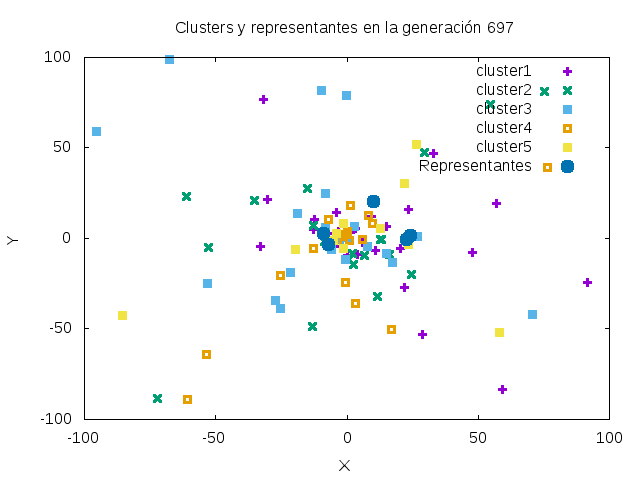 Clusters y representantes en la generación 697
cluster1
cluster2
cluster3
cluster4
cluster5
Representantes
100
50
0
-50
-100
Y
-100
-50
0
50
100
X